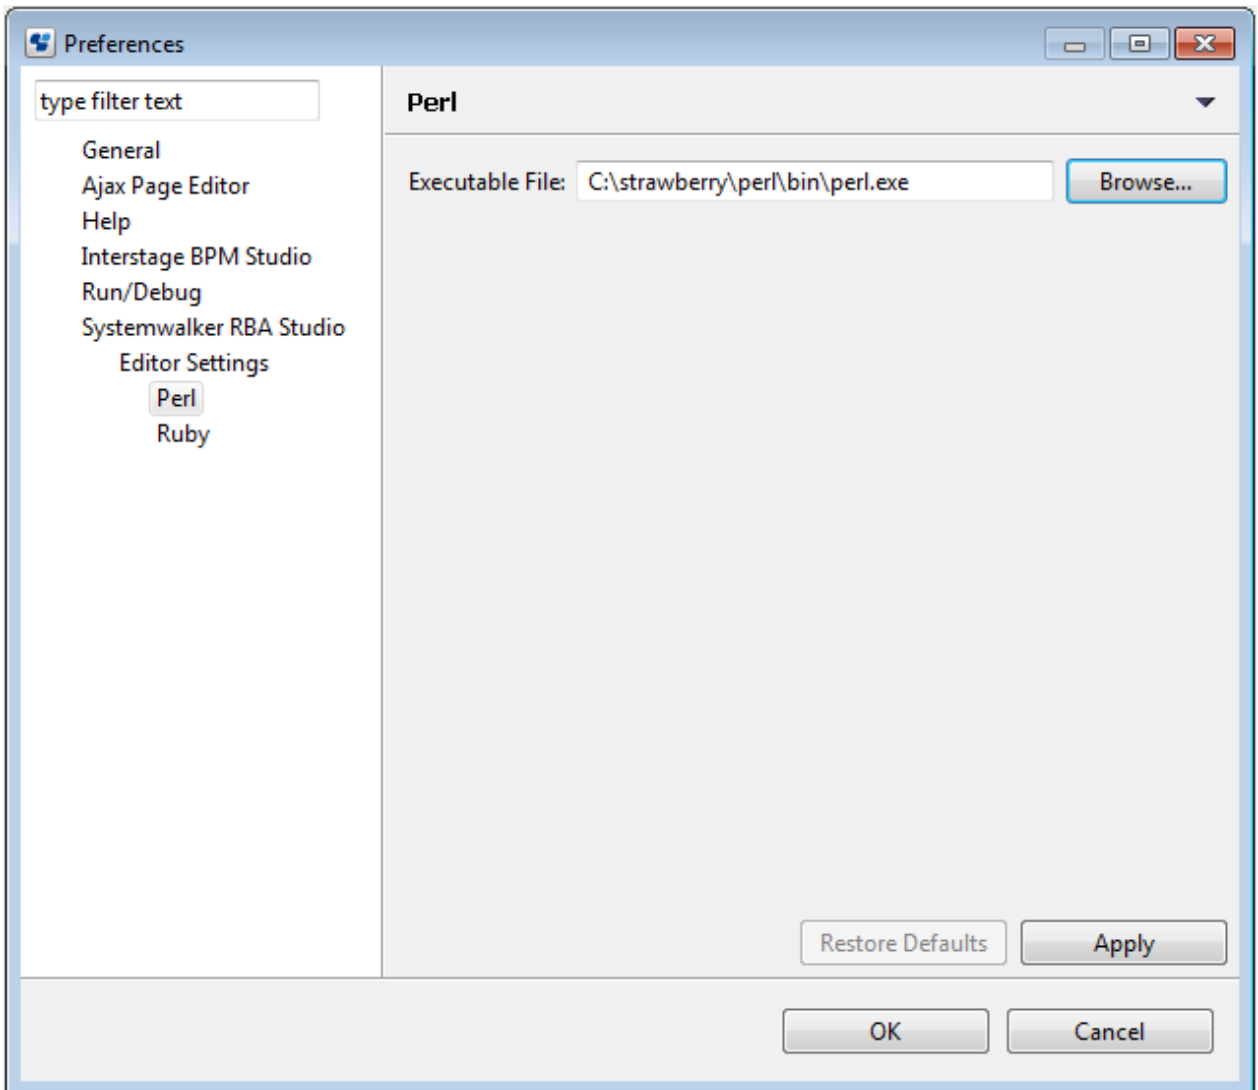 Preferences
type filter text
General
Ajax Page Editor
Help
Interstage BPM Studio
Run/Debug
Systemwalker RBA Studio
Editor Settings
Perl
Ruby
Perl
Executable File: C:\strawberry\perl\bin\perl.exe Browse...
Restore Defaults Apply
OK Cancel